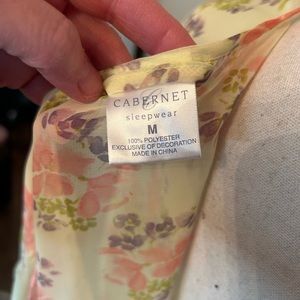 CABERNET
sleepwear
M
100% POLYESTER
EXCLUSIVE OF DECORATION
MADE IN CHINA